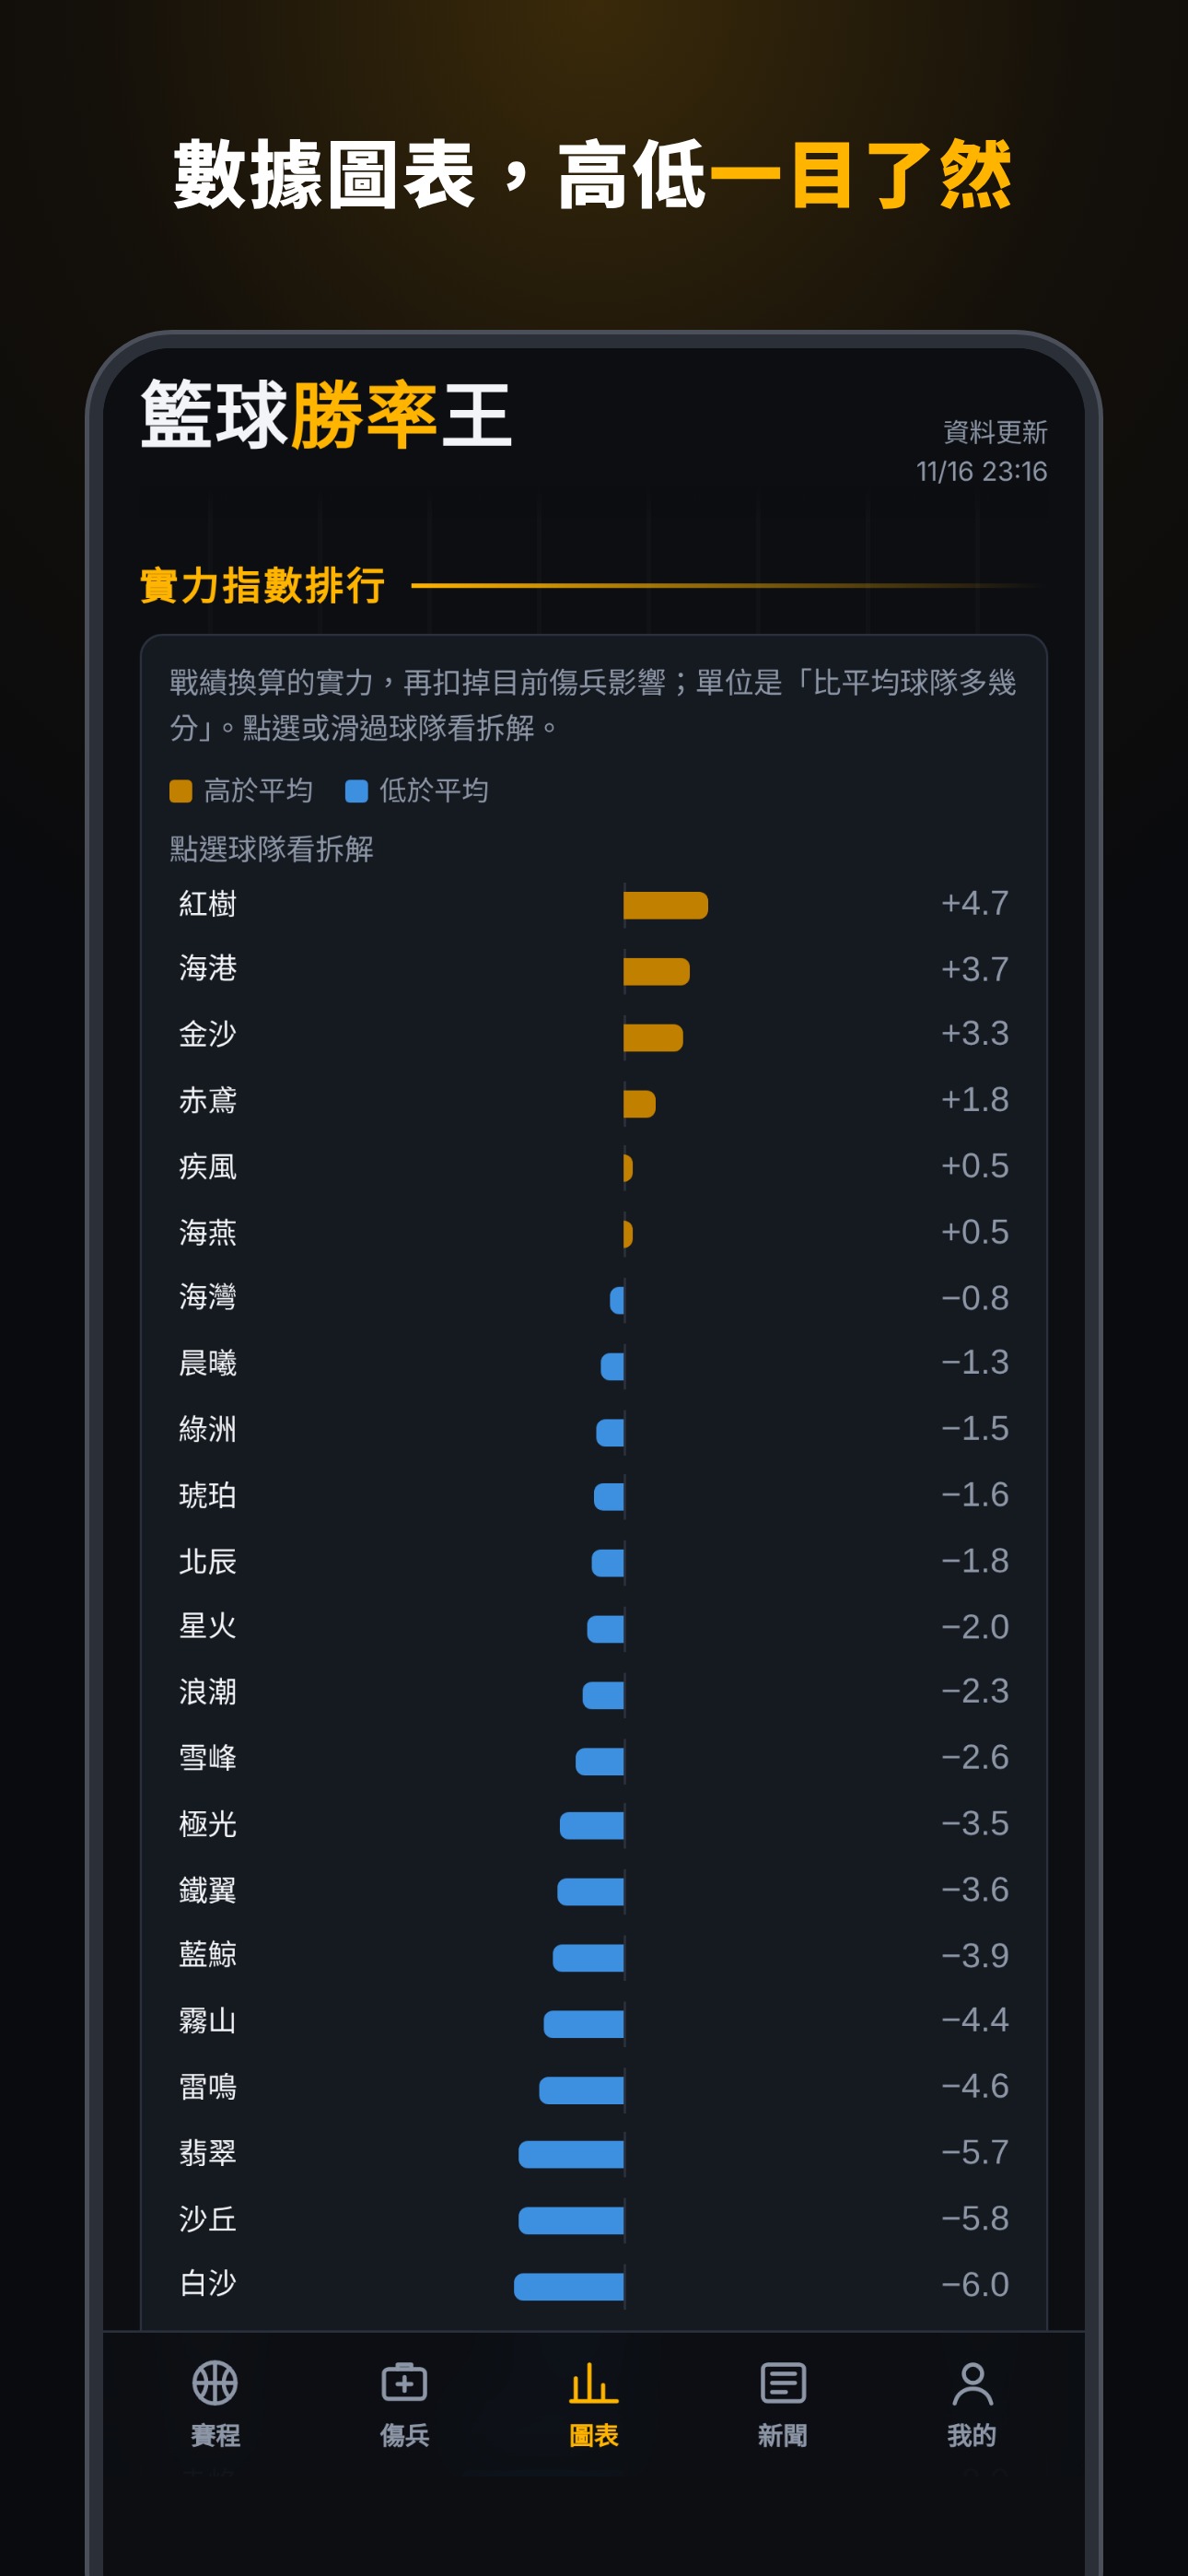 數據圖表，高低一目了然
籃球勝率王
資料更新
11/16 23:16
實力指數排行
戰績換算的實力，再扣掉目前傷兵影響；單位是「比平均球隊多幾
分」。點選或滑過球隊看拆解。
高於平均 低於平均
點選球隊看拆解
紅樹 +4.7
海港 +3.7
金沙 +3.3
赤鳶 +1.8
疾風 +0.5
海燕 +0.5
海灣 −0.8
晨曦 −1.3
綠洲 −1.5
琥珀 −1.6
北辰 −1.8
星火 −2.0
浪潮 −2.3
雪峰 −2.6
極光 −3.5
鐵翼 −3.6
藍鯨 −3.9
霧山 −4.4
雷鳴 −4.6
翡翠 −5.7
沙丘 −5.8
白沙 −6.0
賽程 傷兵 圖表 新聞 我的